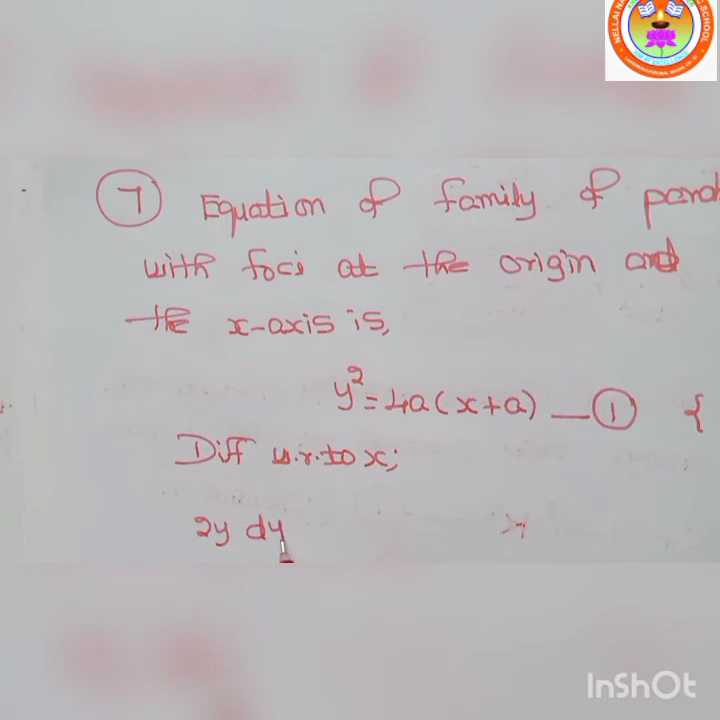 SCHOOL
⑦ Equation of family of
with foci at the origin and
the x-axis is,
y² = 4a(x+a) — ① {
Diff w.r.to x;
2y dy
InShOt